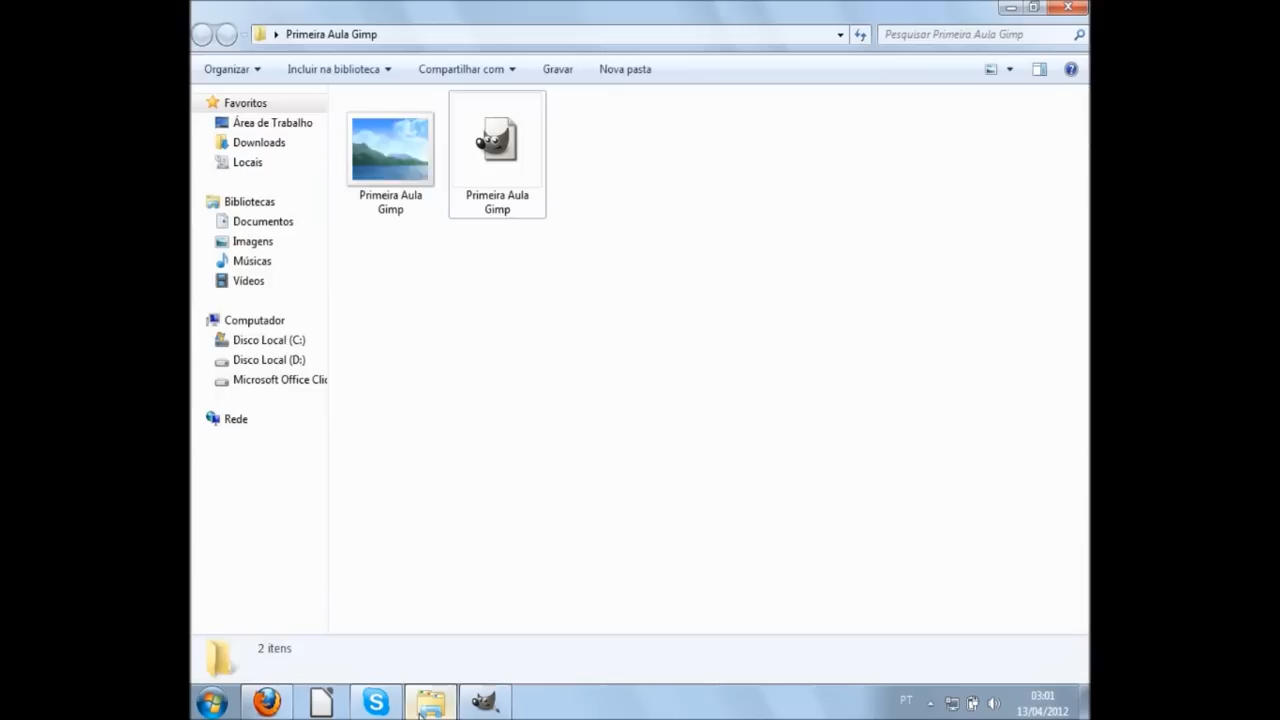 Primeira Aula Gimp
Pesquisar Primeira Aula Gimp
Organizar
Incluir na biblioteca
Compartilhar com
Gravar
Nova pasta
Favoritos
Área de Trabalho
Downloads
Locais
Bibliotecas
Documentos
Imagens
Músicas
Vídeos
Computador
Disco Local (C:)
Disco Local (D:)
Microsoft Office Clic
Rede
Primeira Aula
Gimp
Primeira Aula
Gimp
2 itens
PT
03:01
13/04/2012